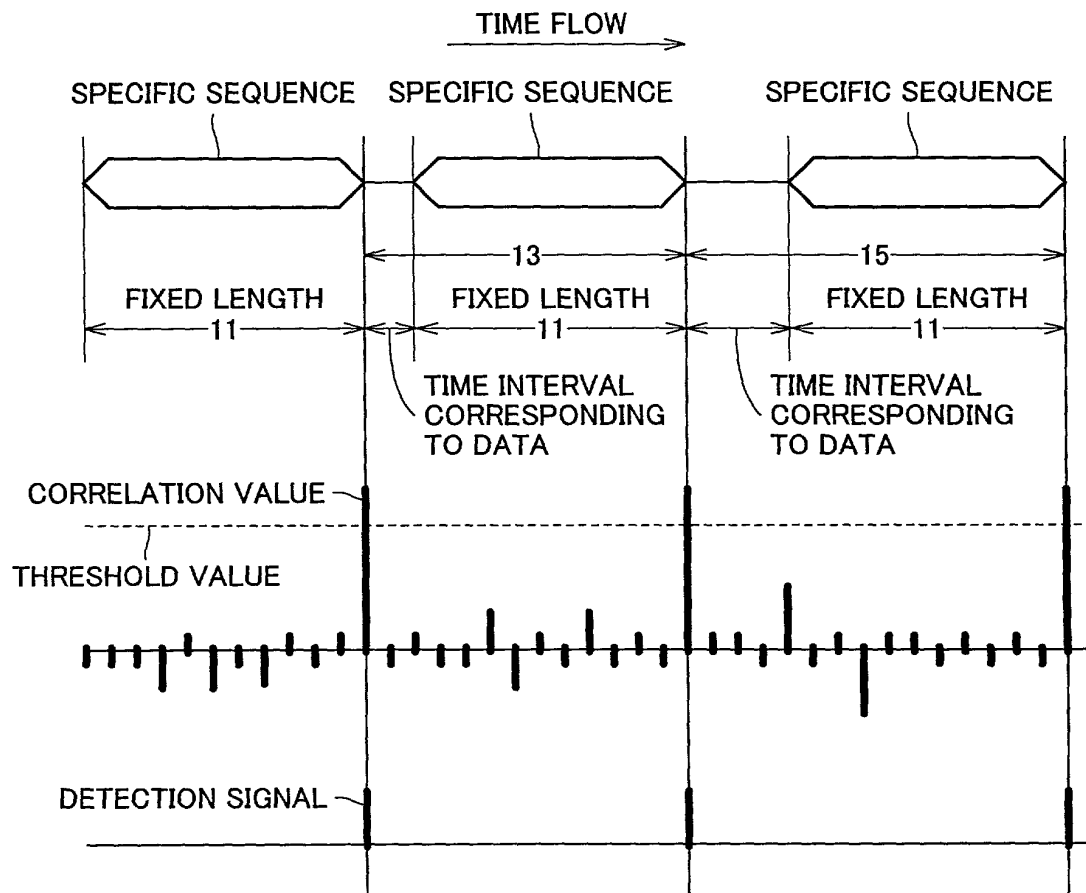 TIME FLOW
SPECIFIC SEQUENCE
SPECIFIC SEQUENCE
SPECIFIC SEQUENCE
13
15
FIXED LENGTH
FIXED LENGTH
FIXED LENGTH
11
11
11
TIME INTERVAL
CORRESPONDING
TO DATA
TIME INTERVAL
CORRESPONDING
TO DATA
CORRELATION VALUE
THRESHOLD VALUE
DETECTION SIGNAL